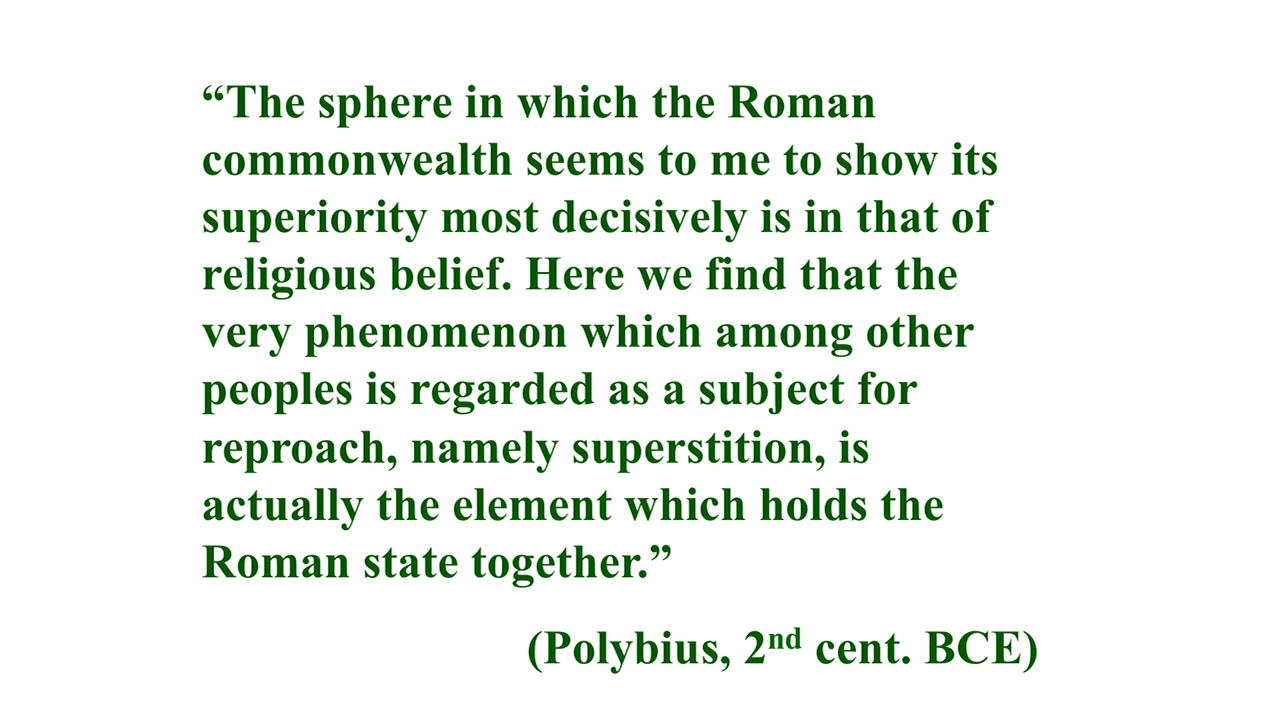 “The sphere in which the Roman
commonwealth seems to me to show its
superiority most decisively is in that of
religious belief. Here we find that the
very phenomenon which among other
peoples is regarded as a subject for
reproach, namely superstition, is
actually the element which holds the
Roman state together.”
(Polybius, 2nd cent. BCE)